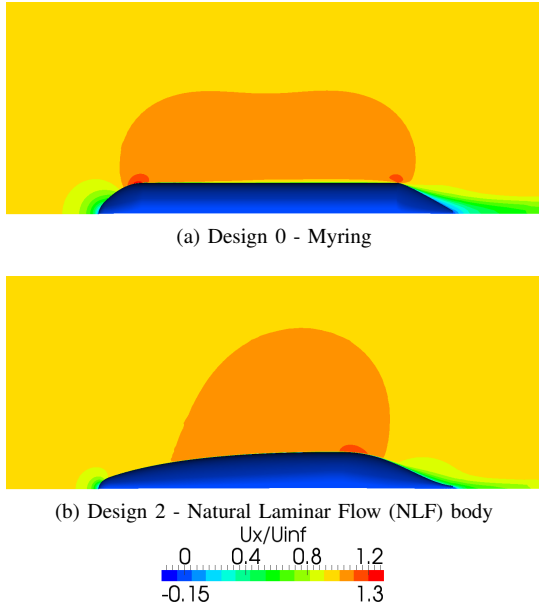 (a) Design 0 - Myring
(b) Design 2 - Natural Laminar Flow (NLF) body
Ux/Uinf
0 0.4 0.8 1.2
-0.15 1.3